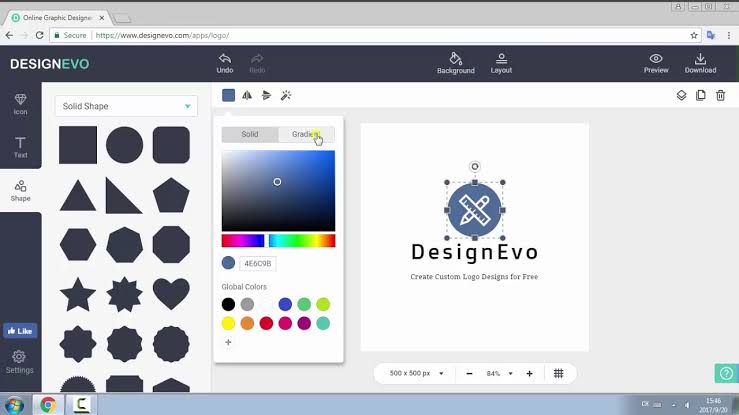 Online Graphic Designe
Secure
https://www.designevo.com/apps/logo/
DESIGNEVO
Undo
Redo
Background
Layout
Preview
Download
Icon
Text
Shape
Like
Settings
Solid Shape
Solid
Gradien
4E6C9B
Global Colors
DesignEvo
Create Custom Logo Designs for Free
500 x 500 px
84%
15:46
2017/9/20